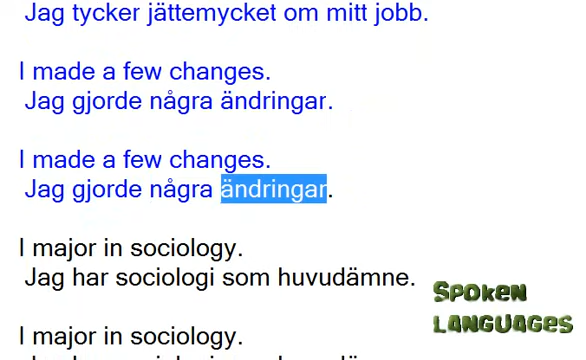 Jag tycker jättemycket om mitt jobb.
I made a few changes.
Jag gjorde några ändringar.
I made a few changes.
Jag gjorde några ändringar.
I major in sociology.
Jag har sociologi som huvudämne.
SPOKEN
LANGUAGES
I major in sociology.